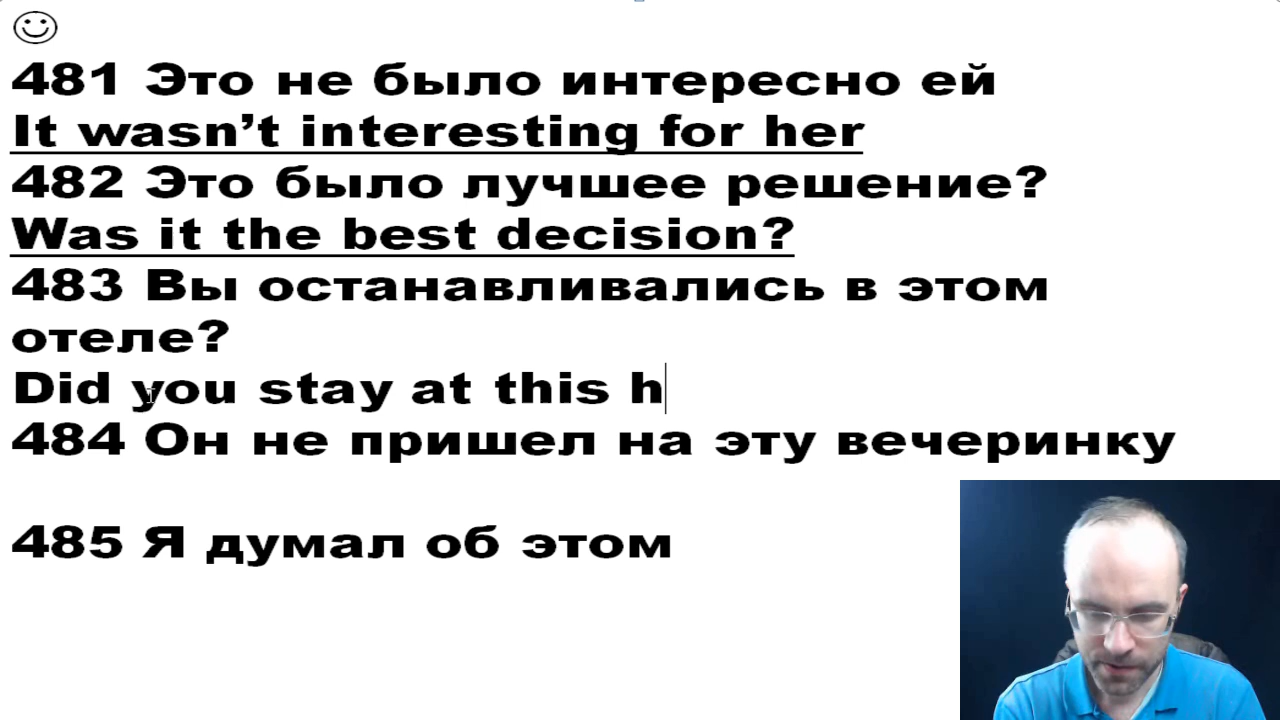 481 Это не было интересно ей
It wasn’t interesting for her
482 Это было лучшее решение?
Was it the best decision?
483 Вы останавливались в этом
отеле?
Did you stay at this h
484 Он не пришел на эту вечеринку
485 Я думал об этом